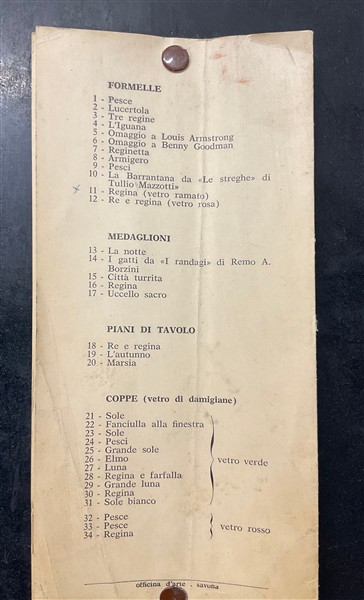 FORMELLE
1 - Pesce
2 - Lucertola
3 - Tre regine
4 - L'Iguana
5 - Omaggio a Louis Armstrong
6 - Omaggio a Benny Goodman
7 - Reginetta
8 - Armigero
9 - Pesci
10 - La Barrantana da «Le streghe» di
Tullio Mazzotti»
11 - Regina (vetro ramato)
12 - Re e regina (vetro rosa)
MEDAGLIONI
13 - La notte
14 - I gatti da «I randagi» di Remo A.
Borzini
15 - Città turrita
16 - Regina
17 - Uccello sacro
PIANI DI TAVOLO
18 - Re e regina
19 - L'autunno
20 - Marsia
COPPE (vetro di damigiane)
21 - Sole
22 - Fanciulla alla finestra
23 - Sole
24 - Pesci
25 - Grande sole
26 - Elmo
27 - Luna
28 - Regina e farfalla
29 - Grande luna
30 - Regina
31 - Sole bianco
vetro verde
32 - Pesce
33 - Pesce
34 - Regina
vetro rosso
officina d'arte - savona